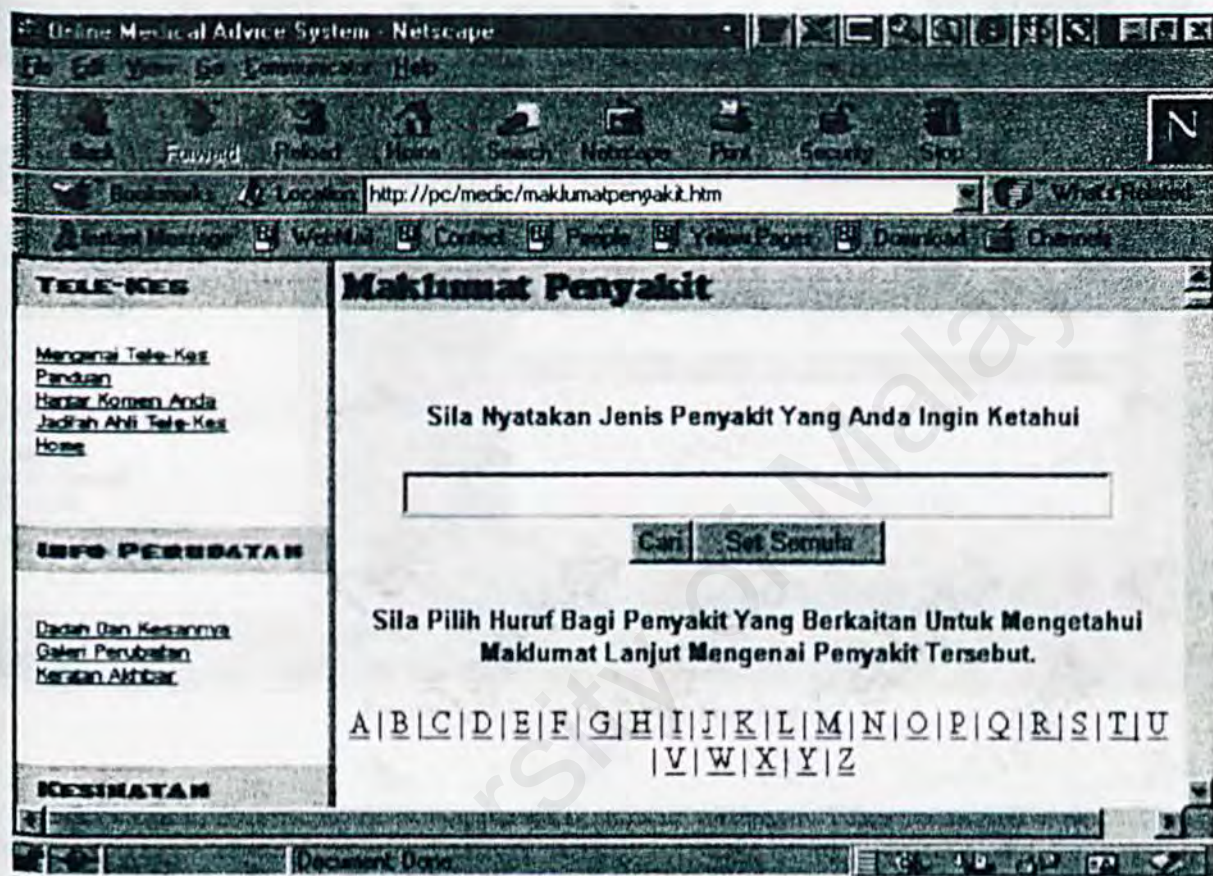 Online Medical Advice System - Netscape
File Edit View Go Communicator Help
Back Forward Reload Home Search Netscape Print Security Stop
N
Bookmarks Location: http://pc/medic/maklumatpenyakit.htm What's Related
Instant Message WebMail Contact People Yellow Pages Download Channels
TELE-KES
Mengenai Tele-Kes
Panduan
Hantar Komen Anda
Jadilah Ahli Tele-Kes
Home
INFO PERUBATAN
Dadah Dan Kesannya
Galeri Perubatan
Keratan Akhbar
KESIHATAN
Maklumat Penyakit
Sila Nyatakan Jenis Penyakit Yang Anda Ingin Ketahui
Cari Set Semula
Sila Pilih Huruf Bagi Penyakit Yang Berkaitan Untuk Mengetahui
Maklumat Lanjut Mengenai Penyakit Tersebut.
A | B | C | D | E | F | G | H | I | J | K | L | M | N | O | P | Q | R | S | T | U
| V | W | X | Y | Z
Document: Done